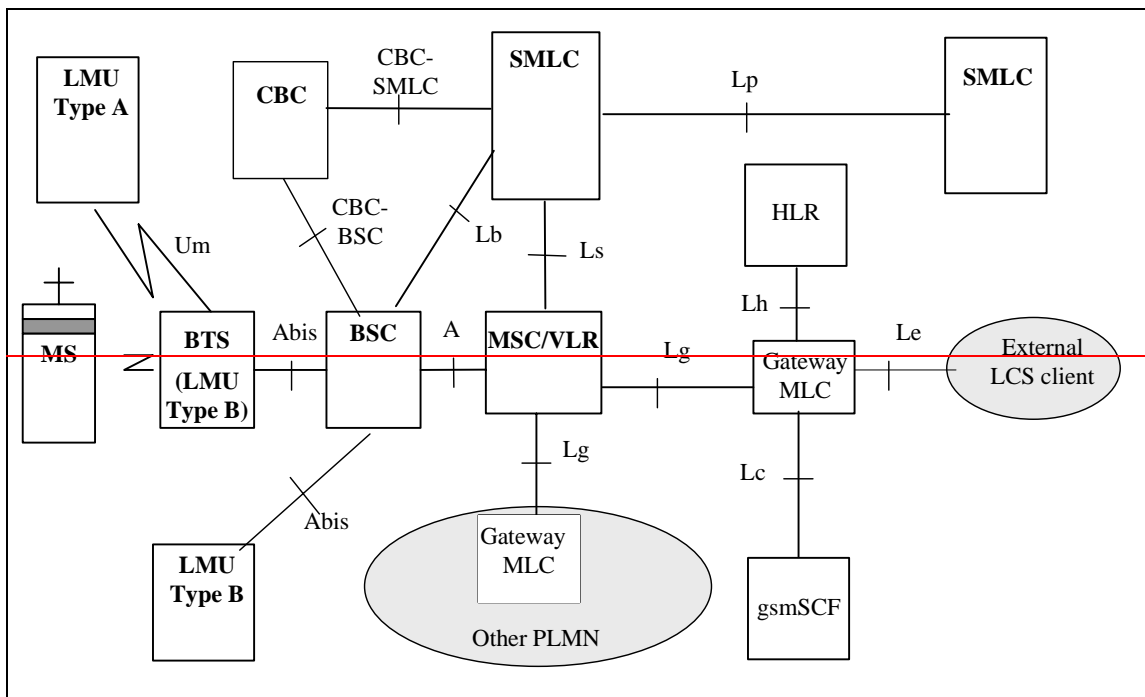 LMU
Type A
CBC
CBC-
SMLC
SMLC
Lp
SMLC
Um
CBC-
BSC
Lb
Ls
HLR
Lh
MS
BTS
(LMU
Type B)
Abis
BSC
A
MSC/VLR
Lg
Gateway
MLC
Le
External
LCS client
Abis
Lg
Lc
LMU
Type B
Gateway
MLC
Other PLMN
gsmSCF